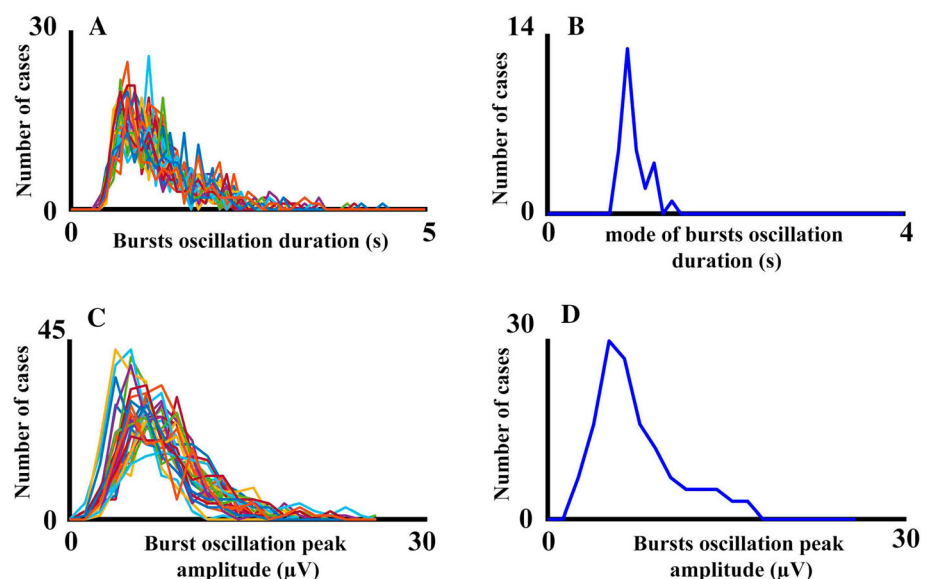 A
30
Number of cases
0
0
Bursts oscillation duration (s)
5
B
14
Number of cases
0
0
mode of bursts oscillation
duration (s)
4
C
45
Number of cases
0
0
Burst oscillation peak
amplitude (µV)
30
D
30
Number of cases
0
0
Bursts oscillation peak
amplitude (µV)
30